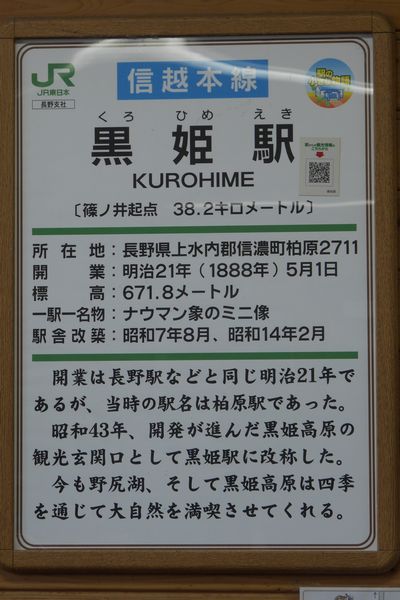 JR
JR東日本
長野支社
信越本線
くろ ひめ えき
黒姫駅
KUROHIME
〔篠ノ井起点 38.2キロメートル〕
所在地：長野県上水内郡信濃町柏原2711
開業：明治21年（1888年）5月1日
標高：671.8メートル
一駅一名物：ナウマン象のミニ像
駅舎改築：昭和7年8月、昭和14年2月
開業は長野駅などと同じ明治21年で
あるが、当時の駅名は柏原駅であった。
昭和43年、開発が進んだ黒姫高原の
観光玄関口として黒姫駅に改称した。
今も野尻湖、そして黒姫高原は四季
を通じて大自然を満喫させてくれる。